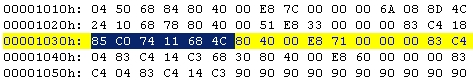 00001010h: 04 50 68 84 80 40 00 E8 7C 00 00 00 6A 08 8D 4C
00001020h: 24 10 68 78 80 40 00 51 E8 33 00 00 00 83 C4 18
00001030h: 85 C0 74 11 68 4C 80 40 00 E8 71 00 00 00 83 C4
00001040h: 04 83 C4 14 C3 68 30 80 40 00 E8 60 00 00 00 83
00001050h: C4 04 83 C4 14 C3 90 90 90 90 90 90 90 90 90 90